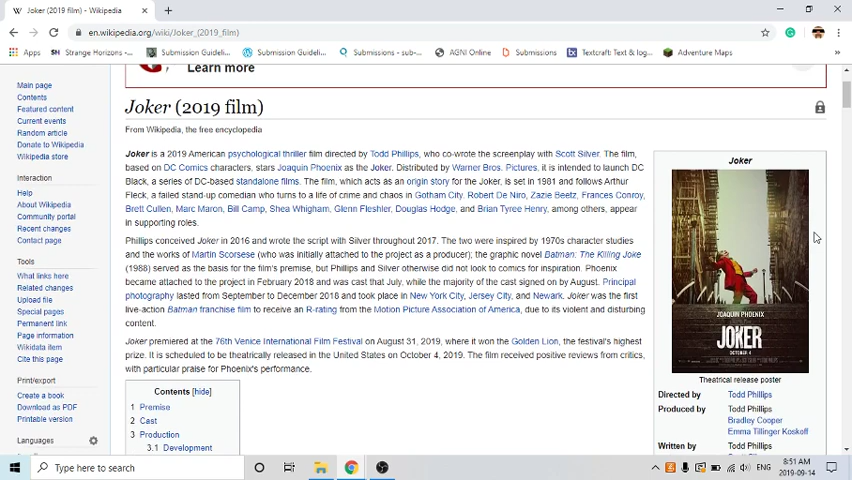 Joker (2019 film) - Wikipedia
en.wikipedia.org/wiki/Joker_(2019_film)
Apps
Strange Horizons...
Submission Guideli...
Submission Guideli...
Submissions - sub-...
AGNI Online
Submissions
Textcraft: Text & log...
Adventure Maps
Learn more
Main page
Contents
Featured content
Current events
Random article
Donate to Wikipedia
Wikipedia store
Interaction
Help
About Wikipedia
Community portal
Recent changes
Contact page
Tools
What links here
Related changes
Upload file
Special pages
Permanent link
Page information
Wikidata item
Cite this page
Print/export
Create a book
Download as PDF
Printable version
Languages
Joker (2019 film)
From Wikipedia, the free encyclopedia
Joker is a 2019 American psychological thriller film directed by Todd Phillips, who co-wrote the screenplay with Scott Silver. The film,
based on DC Comics characters, stars Joaquin Phoenix as the Joker. Distributed by Warner Bros. Pictures, it is intended to launch DC
Black, a series of DC-based standalone films. The film, which acts as an origin story for the Joker, is set in 1981 and follows Arthur
Fleck, a failed stand-up comedian who turns to a life of crime and chaos in Gotham City. Robert De Niro, Zazie Beetz, Frances Conroy,
Brett Cullen, Marc Maron, Bill Camp, Shea Whigham, Glenn Fleshler, Douglas Hodge, and Brian Tyree Henry, among others, appear
in supporting roles.
Phillips conceived Joker in 2016 and wrote the script with Silver throughout 2017. The two were inspired by 1970s character studies
and the works of Martin Scorsese (who was initially attached to the project as a producer); the graphic novel Batman: The Killing Joke
(1988) served as the basis for the film's premise, but Phillips and Silver otherwise did not look to comics for inspiration. Phoenix
became attached to the project in February 2018 and was cast that July, while the majority of the cast signed on by August. Principal
photography lasted from September to December 2018 and took place in New York City, Jersey City, and Newark. Joker was the first
live-action Batman franchise film to receive an R-rating from the Motion Picture Association of America, due to its violent and disturbing
content.
Joker premiered at the 76th Venice International Film Festival on August 31, 2019, where it won the Golden Lion, the festival's highest
prize. It is scheduled to be theatrically released in the United States on October 4, 2019. The film received positive reviews from critics,
with particular praise for Phoenix's performance.
Contents [hide]
1 Premise
2 Cast
3 Production
3.1 Development
Joker
JOAQUIN PHOENIX
JOKER
OCTOBER 4
Theatrical release poster
Directed by Todd Phillips
Produced by Todd Phillips
Bradley Cooper
Emma Tillinger Koskoff
Written by Todd Phillips
Type here to search
ENG
8:51 AM
2019-09-14